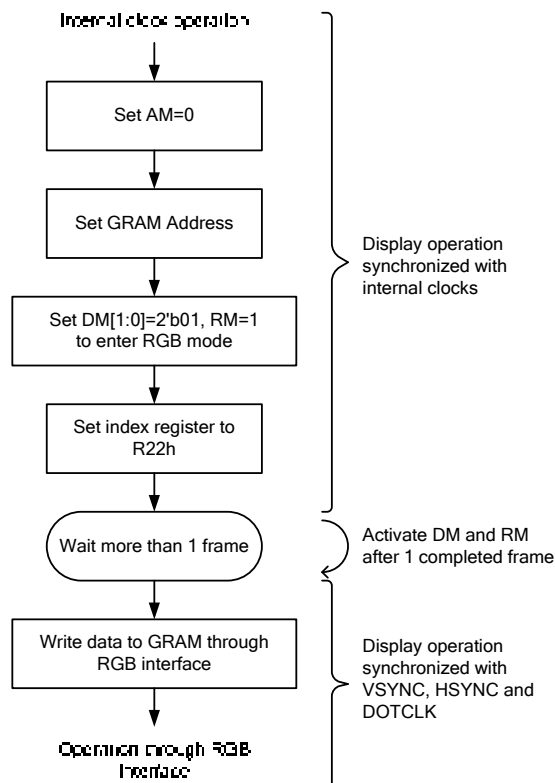 Internal clock operation
Set AM=0
Set GRAM Address
Set DM[1:0]=2'b01, RM=1
to enter RGB mode
Set index register to
R22h
Display operation
synchronized with
internal clocks
Wait more than 1 frame
Activate DM and RM
after 1 completed frame
Write data to GRAM through
RGB interface
Display operation
synchronized with
VSYNC, HSYNC and
DOTCLK
Operation through RGB
Interface